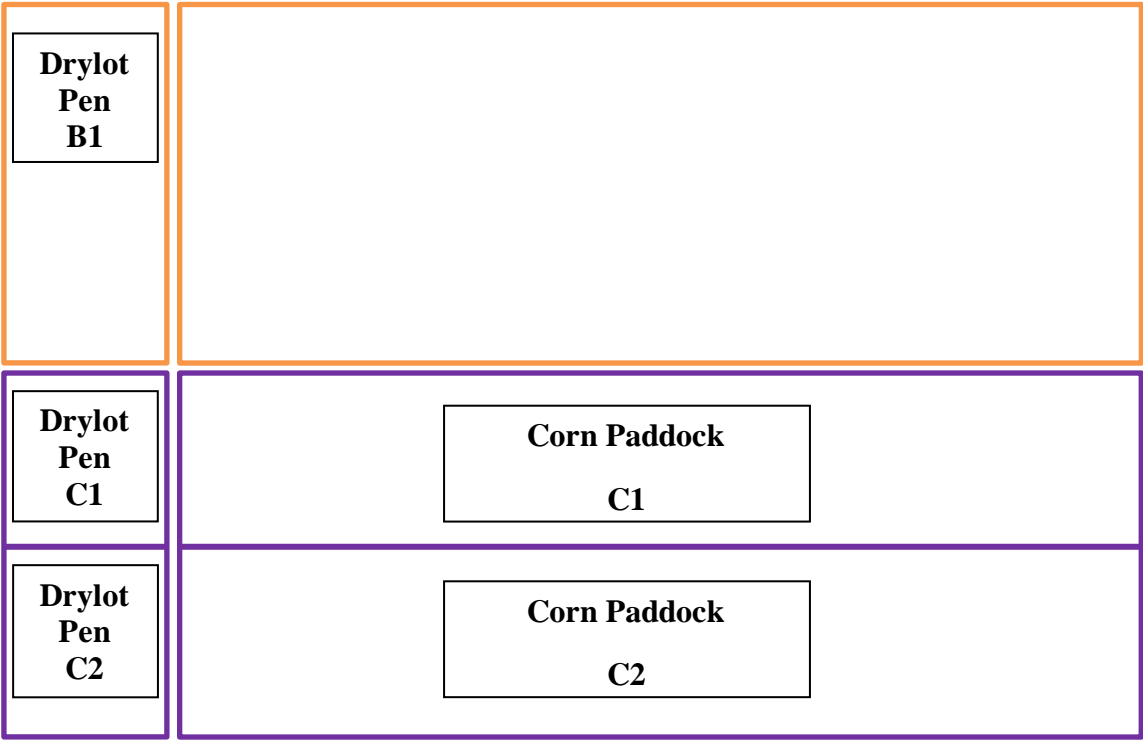 Drylot
Pen
B1
Drylot
Pen
C1
Corn Paddock
C1
Drylot
Pen
C2
Corn Paddock
C2